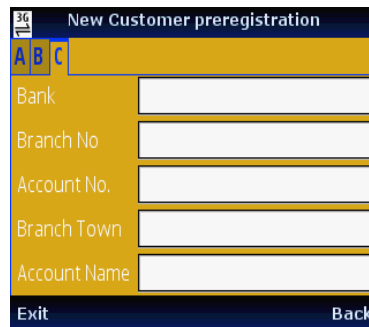 3G New Customer preregistration
A B C
Bank
Branch No
Account No.
Branch Town
Account Name
Exit Back